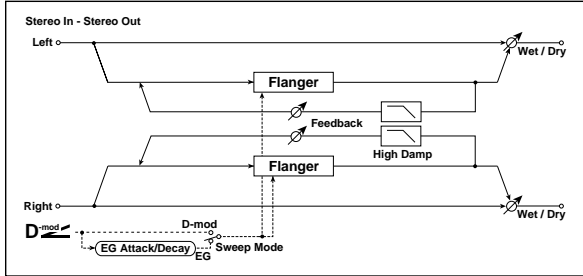 Stereo In - Stereo Out
Left
Wet / Dry
Flanger
Feedback
High Damp
Flanger
Right
Wet / Dry
D-mod
D-mod
EG Attack/Decay
EG
Sweep Mode